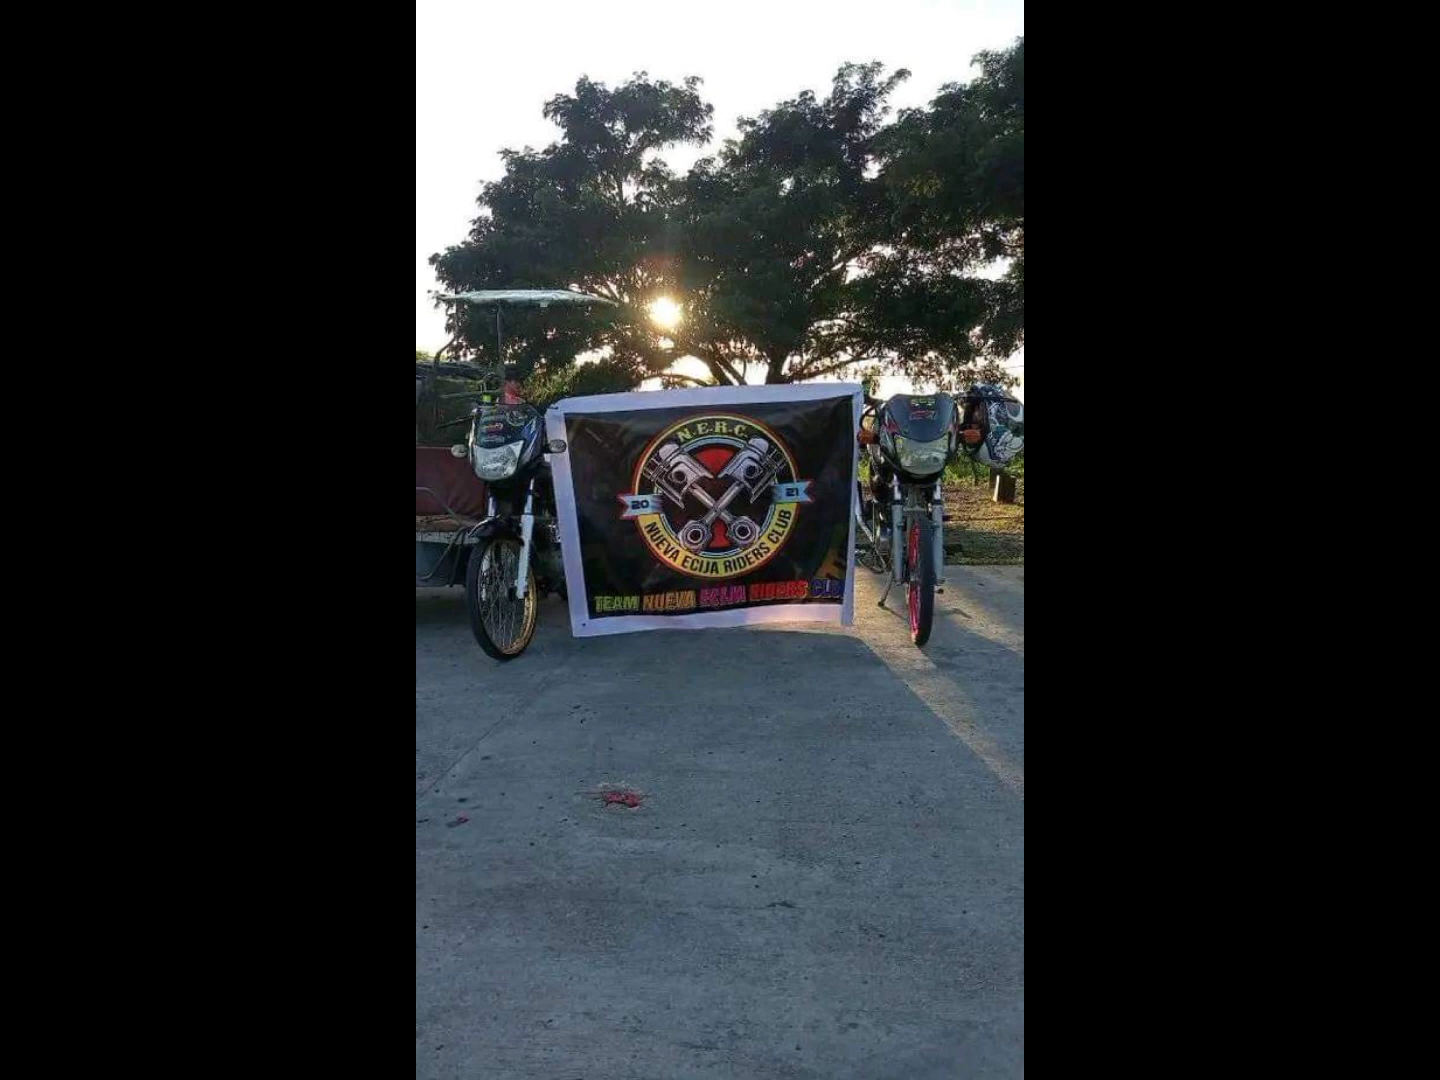 N.E.R.C.
20 21
NUEVA ECIJA RIDERS CLUB
TEAM NUEVA ECIJA RIDERS CLUB